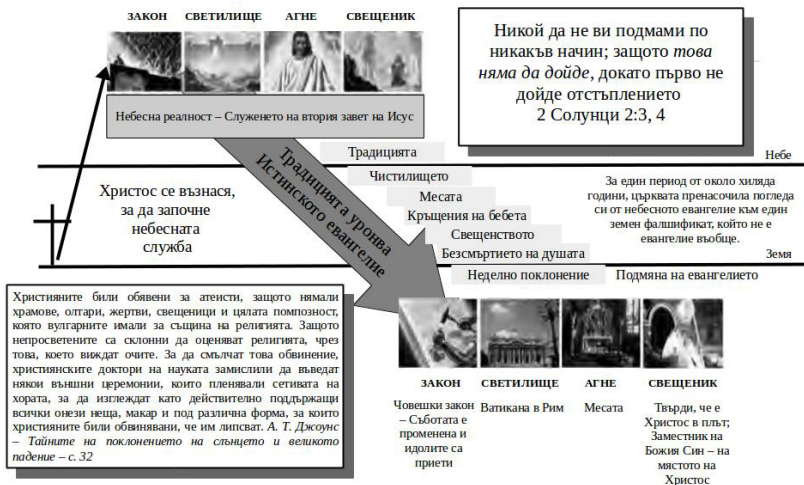 ЗАКОН СВЕТИЛИЩЕ АГНЕ СВЕЩЕНИК
Небесна реалност – Служенето на втория завет на Исус
Никой да не ви подмами по
никакъв начин; защото това
няма да дойде, докато първо не
дойде отстъплението
2 Солунци 2:3, 4
Небе
Традицията уронва
Истинското евангелие
Традицията
Чистилището
Месата
Кръщения на бебета
Свещенството
Безсмъртието на душата
Неделно поклонение
Христос се възнася,
за да започне
небесната
служба
За един период от около хиляда
години, църквата пренасочила погледа
си от небесното евангелие към един
земен фалшификат, който не е
евангелие въобще.
Земя
Подмяна на евангелието
Християните били обявени за атеисти, защото нямали
храмове, олтари, жертви, свещеници и цялата помпозност,
която вулгарните имали за същина на религията. Защото
непросветените са склонни да оценяват религията, чрез
това, което виждат очите. За да смълчат това обвинение,
християнските доктори на науката замислили да въведат
някои външни церемонии, които пленявали сетивата на
хората, за да изглеждат като действително поддържащи
всички онези неща, макар и под различна форма, за които
християните били обвинявани, че им липсват. А. Т. Джоунс
– Тайните на поклонението на слънцето и великото
падение – с. 32
ЗАКОН СВЕТИЛИЩЕ АГНЕ СВЕЩЕНИК
Човешки закон
– Съботата е
променена и
идолите са
приети
Ватикана в Рим
Месата
Твърди, че е
Христос в плът;
Заместник на
Божия Син – на
мястото на
Христос